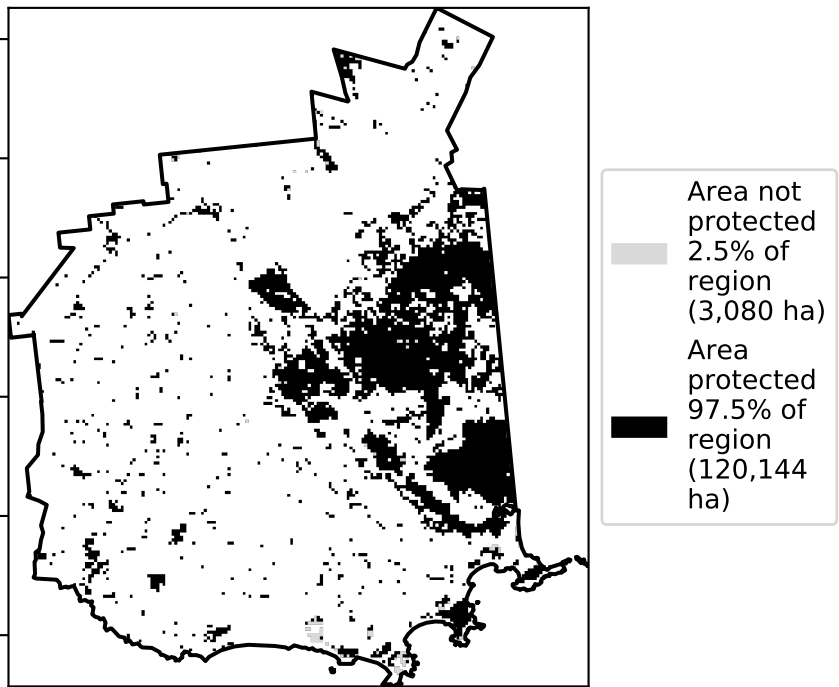 Area not
protected
2.5% of
region
(3,080 ha)
Area
protected
97.5% of
region
(120,144
ha)